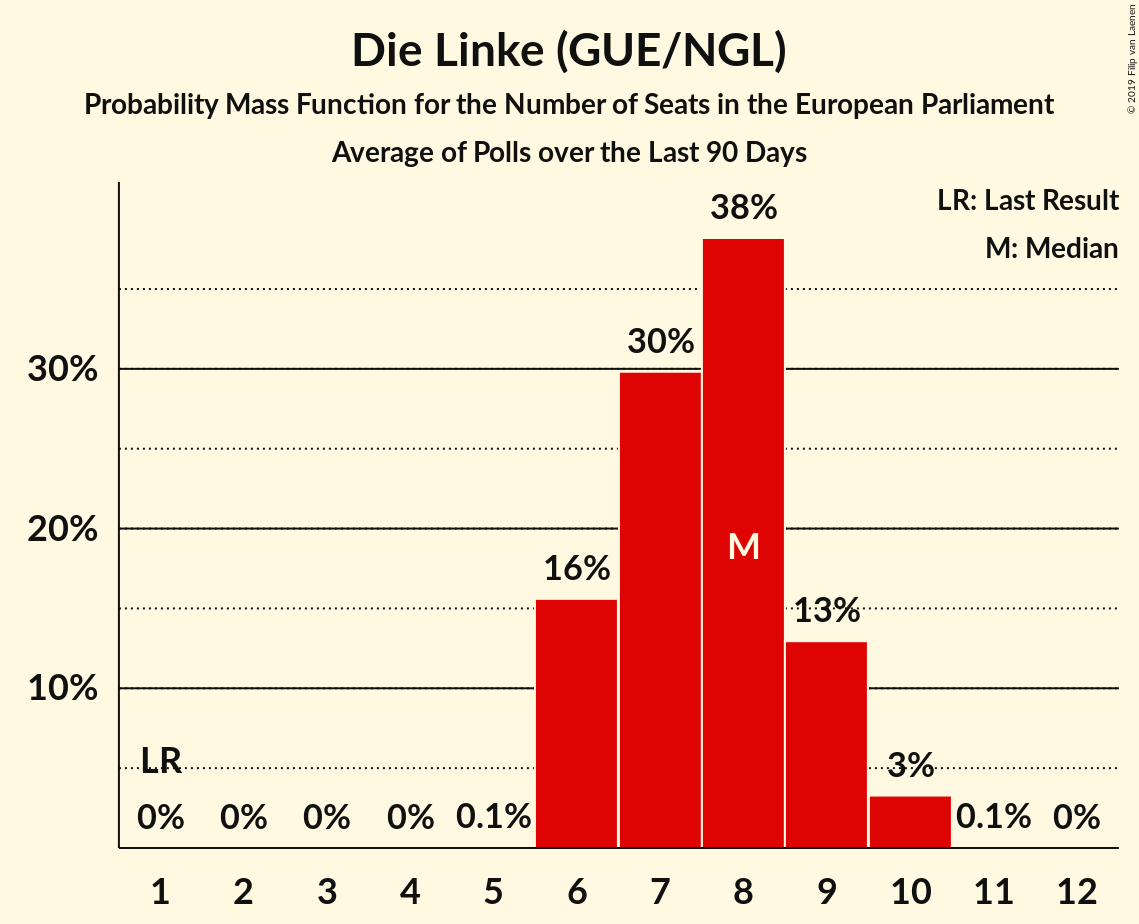 Die Linke (GUE/NGL)
Probability Mass Function for the Number of Seats in the European Parliament
Average of Polls over the Last 90 Days
© 2019 Filip van Laenen
LR: Last Result
M: Median
38%
30%
30%
20%
M
16%
13%
10%
LR
3%
0% 0% 0% 0% 0.1% 0.1% 0%
1 2 3 4 5 6 7 8 9 10 11 12